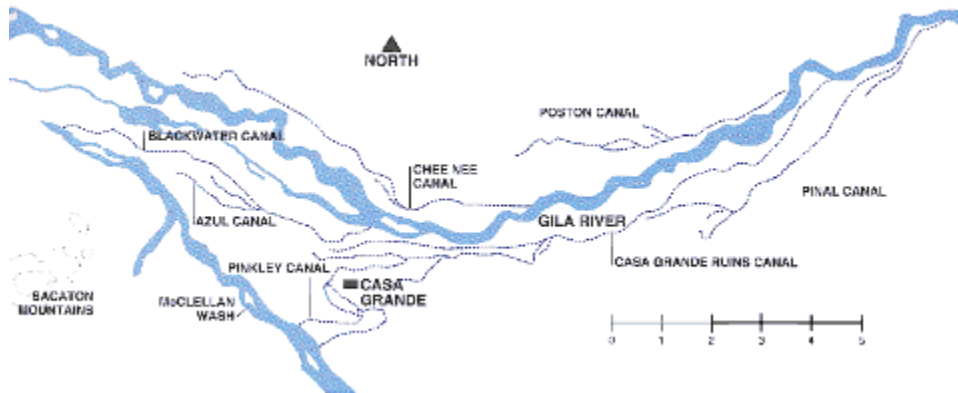 NORTH
POSTON CANAL
BLACKWATER CANAL
CHEE NEE
CANAL
PINAL CANAL
AZUL CANAL
GILA RIVER
PINKLEY CANAL
CASA GRANDE RUINS CANAL
CASA
GRANDE
SACATON
MOUNTAINS
McCLELLAN
WASH
0 1 2 3 4 5